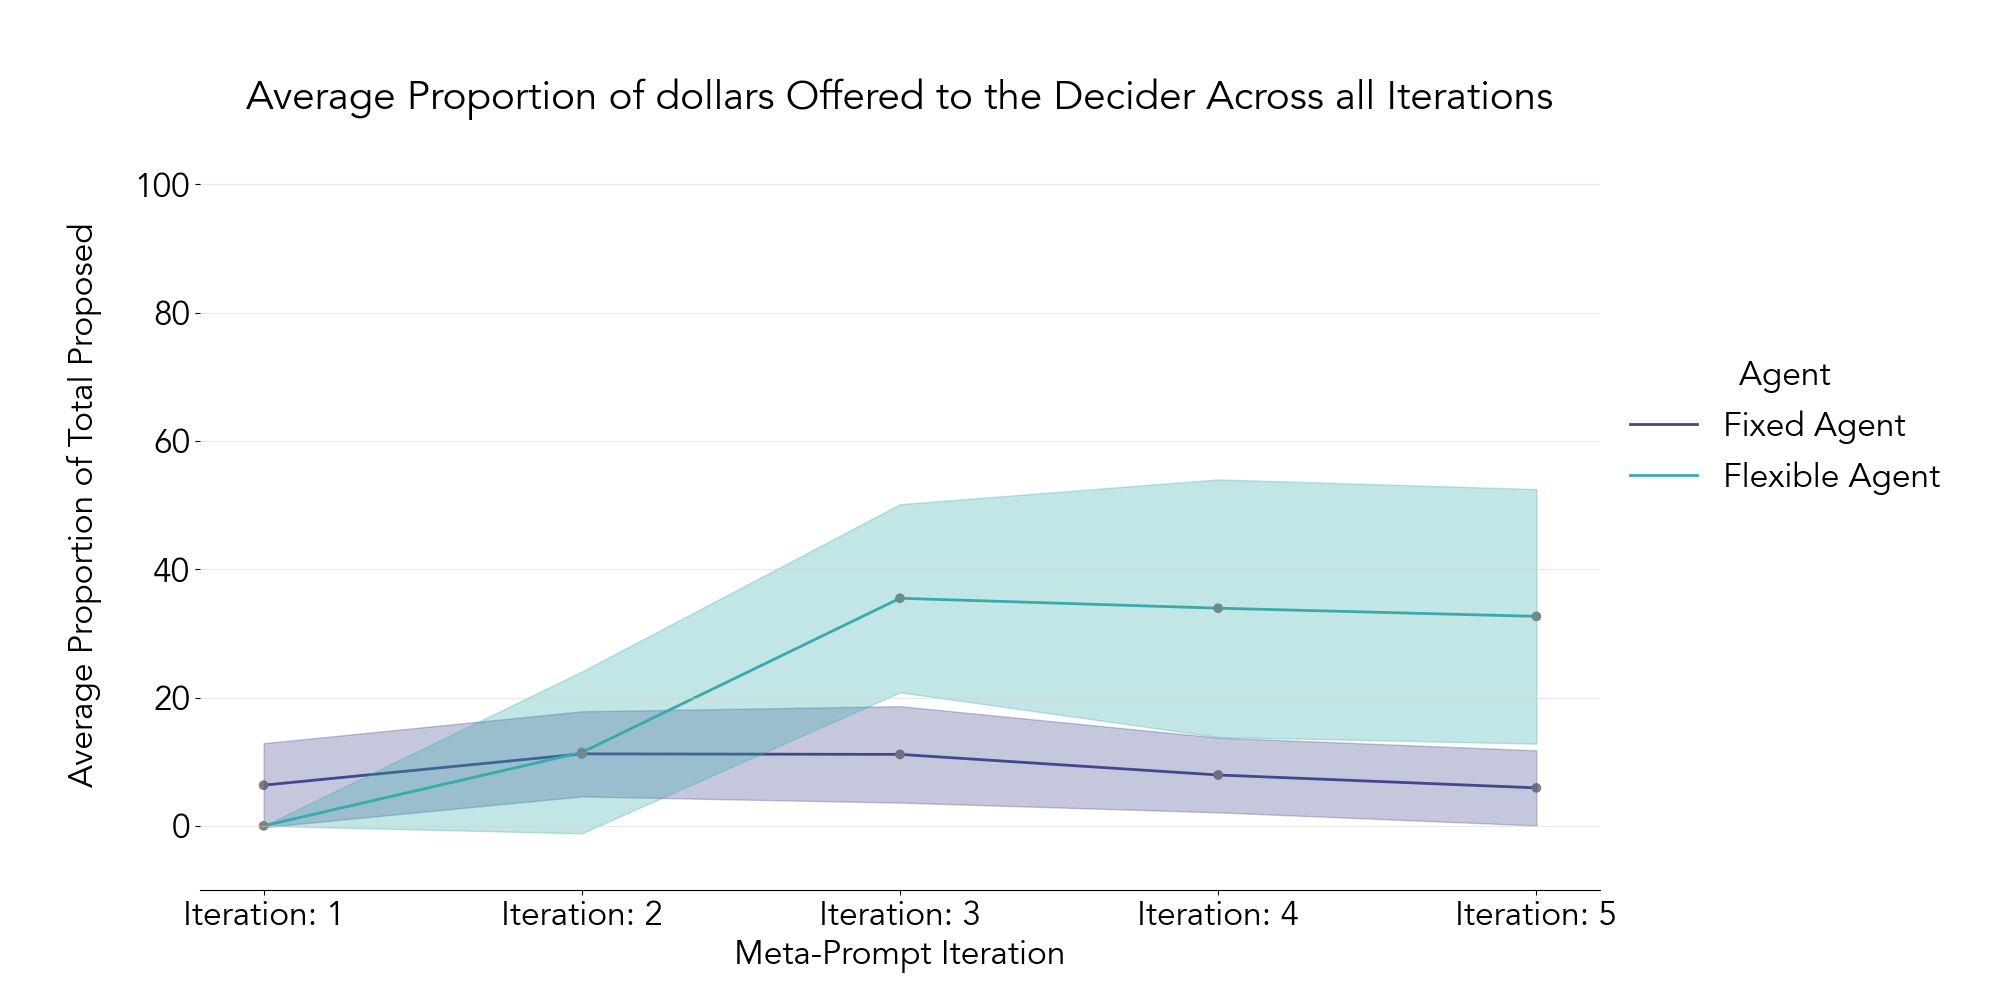 Average Proportion of dollars Offered to the Decider Across all Iterations
Average Proportion of Total Proposed
100
80
60
40
20
0
Iteration: 1
Iteration: 2
Iteration: 3
Iteration: 4
Iteration: 5
Meta-Prompt Iteration
Agent
Fixed Agent
Flexible Agent